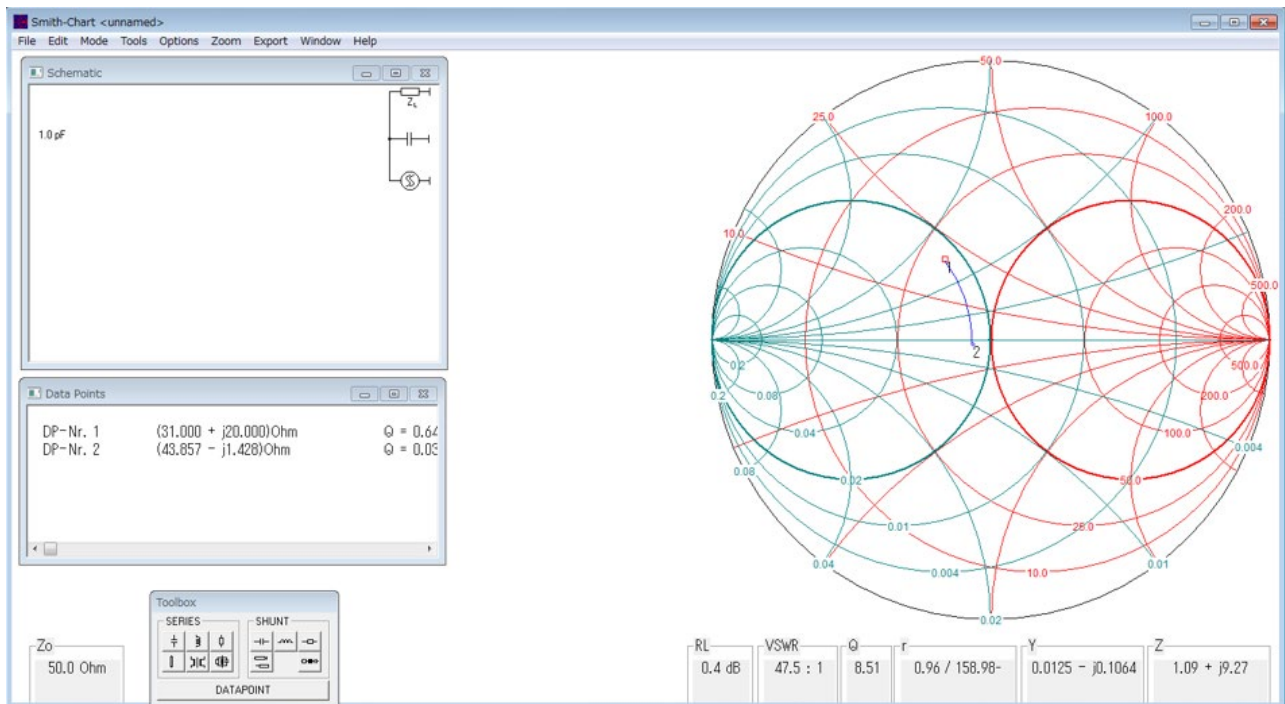 Smith-Chart <unnamed>
File Edit Mode Tools Options Zoom Export Window Help
Schematic
1.0 pF
Zʟ
Data Points
DP-Nr. 1 (31.000 + j20.000)Ohm Q = 0.64
DP-Nr. 2 (43.857 - j1.428)Ohm Q = 0.03
Toolbox
SERIES
SHUNT
DATAPOINT
Zo
50.0 Ohm
50.0
25.0
100.0
10.0
200.0
500.0
1
2
0.2
500.0
0.2
0.08
200.0
0.04
100.0
0.004
0.08
0.02
50.0
0.01
25.0
0.04
0.004
10.0
0.01
0.02
RL
0.4 dB
VSWR
47.5 : 1
Q
8.51
r
0.96 / 158.98-
Y
0.0125 - j0.1064
Z
1.09 + j9.27